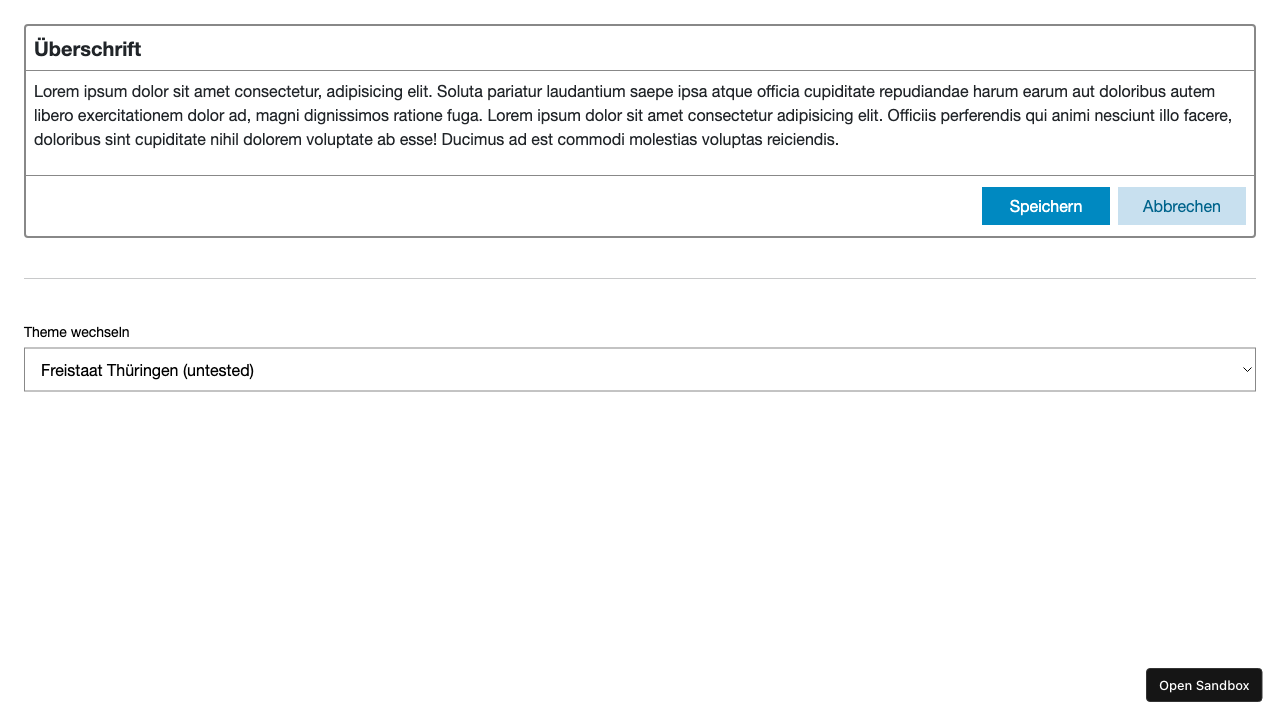 Überschrift
Lorem ipsum dolor sit amet consectetur, adipisicing elit. Soluta pariatur laudantium saepe ipsa atque officia cupiditate repudiandae harum earum aut doloribus autem
libero exercitationem dolor ad, magni dignissimos ratione fuga. Lorem ipsum dolor sit amet consectetur adipisicing elit. Officiis perferendis qui animi nesciunt illo facere,
doloribus sint cupiditate nihil dolorem voluptate ab esse! Ducimus ad est commodi molestias voluptas reiciendis.
Speichern Abbrechen
Theme wechseln
Freistaat Thüringen (untested)
Open Sandbox